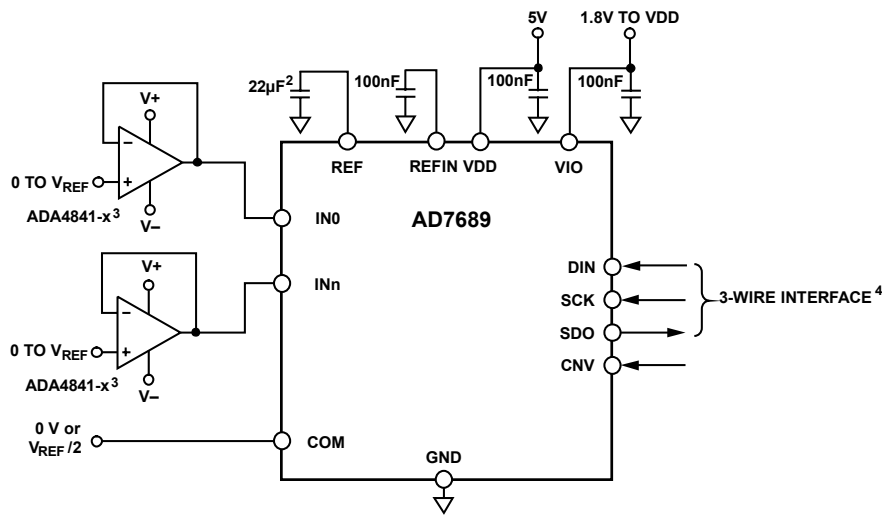 5V
1.8V TO VDD
22µF2
100nF
100nF
100nF
V+
REF
REFIN
VDD
VIO
−
+
0 TO VREF
ADA4841-x3
V−
IN0
AD7689
V+
INn
−
+
0 TO VREF
ADA4841-x3
V−
DIN
SCK
SDO
CNV
3-WIRE INTERFACE4
0 V or
VREF/2
COM
GND